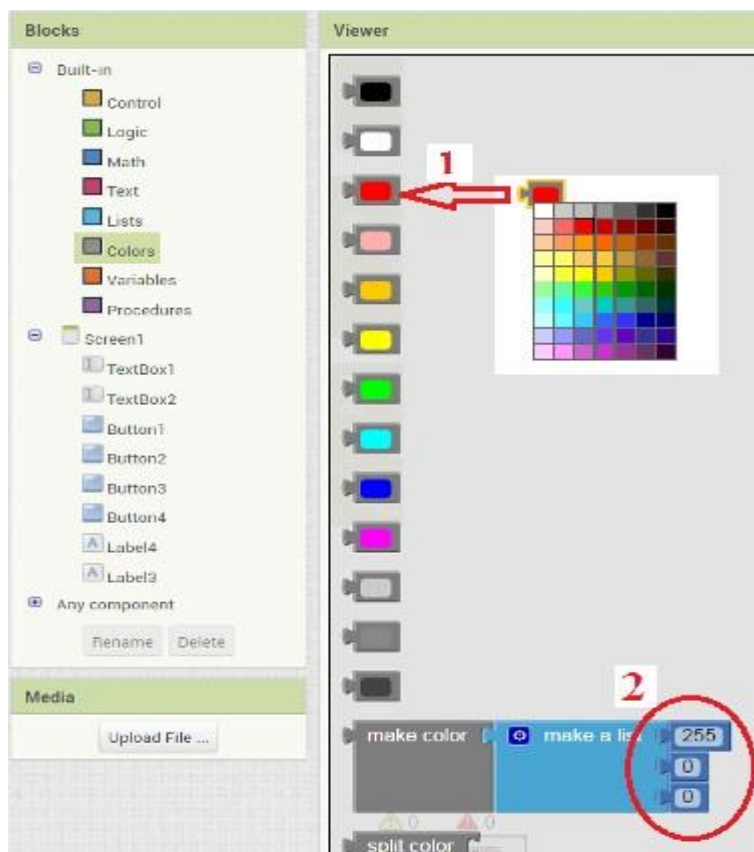 Blocks
Built-in
Control
Logic
Math
Text
Lists
Colors
Variables
Procedures
Screen1
TextBox1
TextBox2
Button1
Button2
Button3
Button4
Label4
Label3
Any component
Rename Delete
Media
Upload File ...
Viewer
1
2
make color make a list 255
0
0
0 0
split color